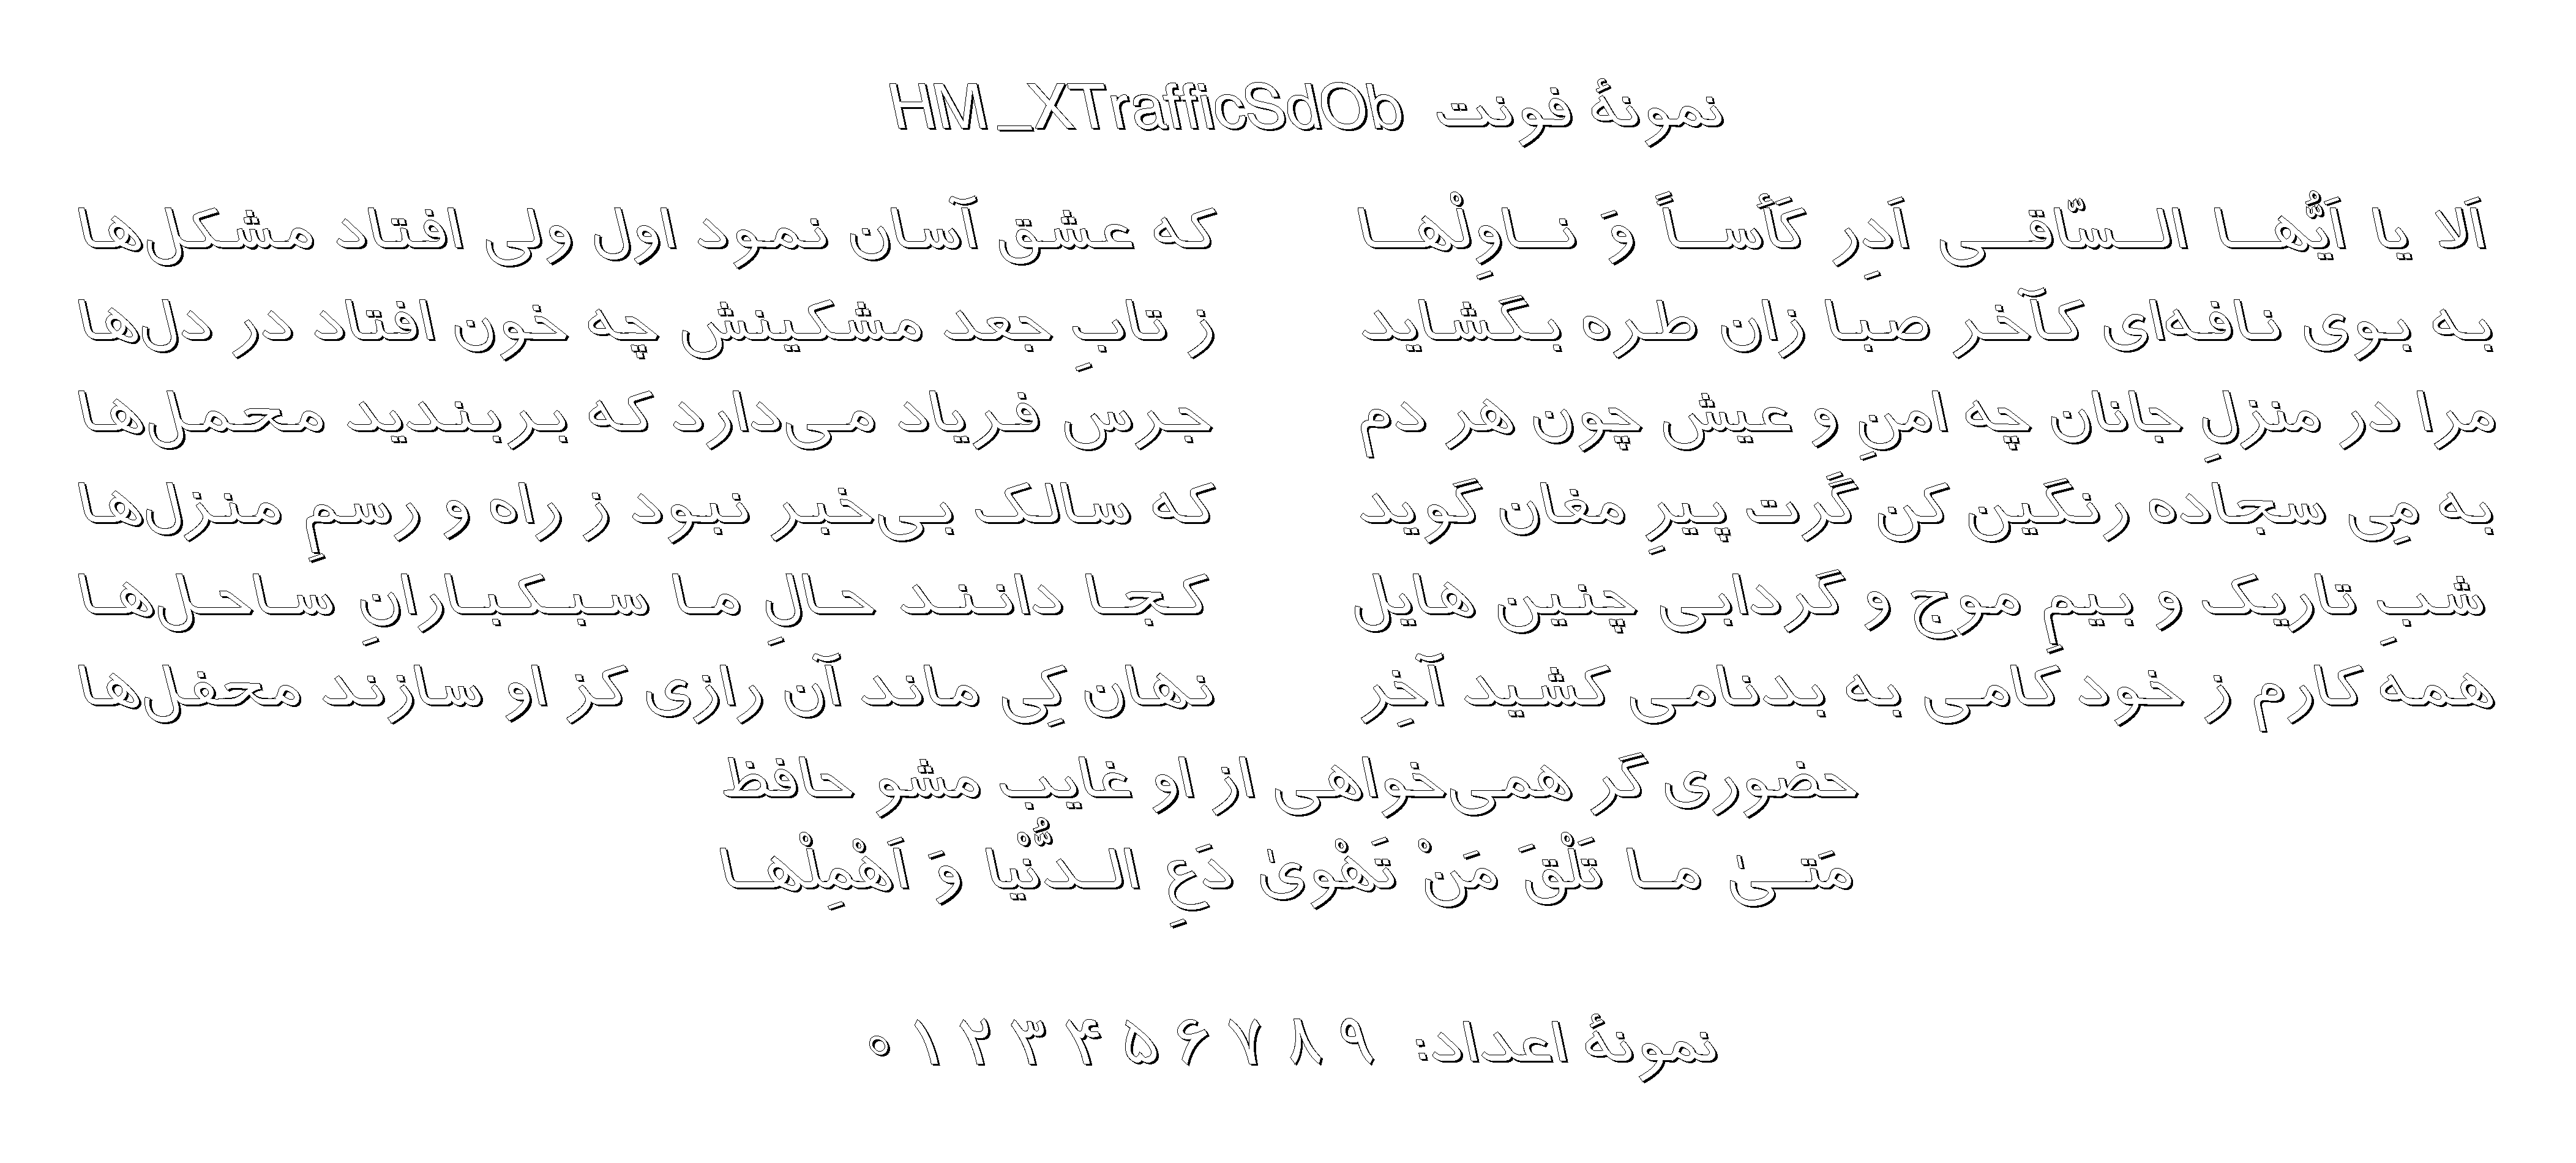 نمونهٔ فونت HM_XTrafficSdOb
اَلا یا اَیُّها السّاقی اَدِر کَأساً وَ ناوِلْها که عشق آسان نمود اول ولی افتاد مشکل‌ها
به بوی نافه‌ای کآخر صبا زان طره بگشاید ز تابِ جعد مشکینش چه خون افتاد در دل‌ها
مرا در منزلِ جانان چه امنِ و عیش چون هر دم جرس فریاد می‌دارد که بربندید محمل‌ها
به مِی سجاده رنگین کن گَرت پیرِ مغان گوید که سالک بی‌خبر نبود ز راه و رسمِ منزل‌ها
شبِ تاریک و بیمِ موج و گردابی چنین هایل کجا دانند حالِ ما سبکبارانِ ساحل‌ها
همه کارم ز خود کامی به بدنامی کشید آخِر نهان کِی ماند آن رازی کز او سازند محفل‌ها
حضوری گر همی‌خواهی از او غایب مشو حافظ
مَتیٰ ما تَلْقَ مَنْ تَهْویٰ دَعِ الدُّنْیا وَ اَهْمِلْها
نمونهٔ اعداد: ۹ ۸ ۷ ۶ ۵ ۴ ۳ ۲ ۱ ۰